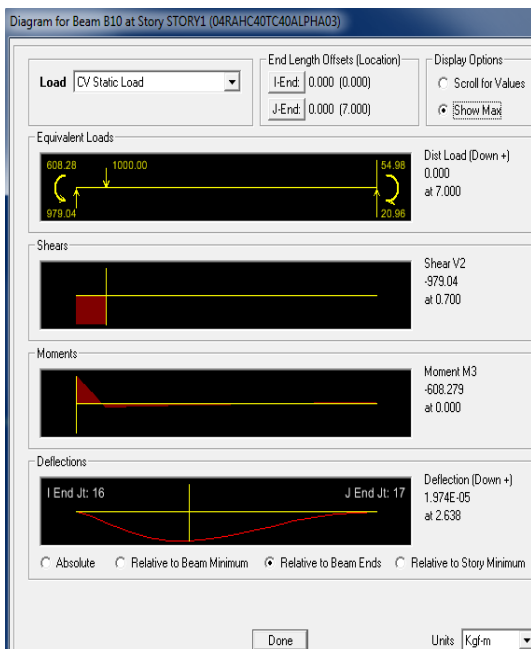 Diagram for Beam B10 at Story STORY1 (04RAHC40TC40ALPHA03)
Load CV Static Load
End Length Offsets (Location)
I-End: 0.000 (0.000)
J-End: 0.000 (7.000)
Display Options
Scroll for Values
Show Max
Equivalent Loads
608.28 1000.00 54.98
979.04 20.96
Dist Load (Down +)
0.000
at 7.000
Shears
Shear V2
-979.04
at 0.700
Moments
Moment M3
-608.279
at 0.000
Deflections
I End Jt: 16 J End Jt: 17
Deflection (Down +)
1.974E-05
at 2.638
Absolute Relative to Beam Minimum Relative to Beam Ends Relative to Story Minimum
Done Units Kgf-m